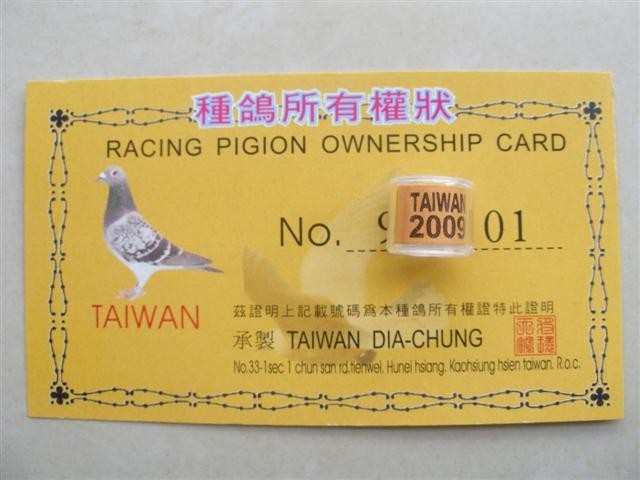 種鴿所有權狀
RACING PIGION OWNERSHIP CARD
TAIWAN
2009
No. 9 01
TAIWAN
茲證明上記載號碼爲本種鴿所有權證特此證明
承製 TAIWAN DIA-CHUNG
No.33-1sec 1 chun san rd.tienwei. Hunei hsiang. Kaohsiung hsien taiwan. R.o.c.